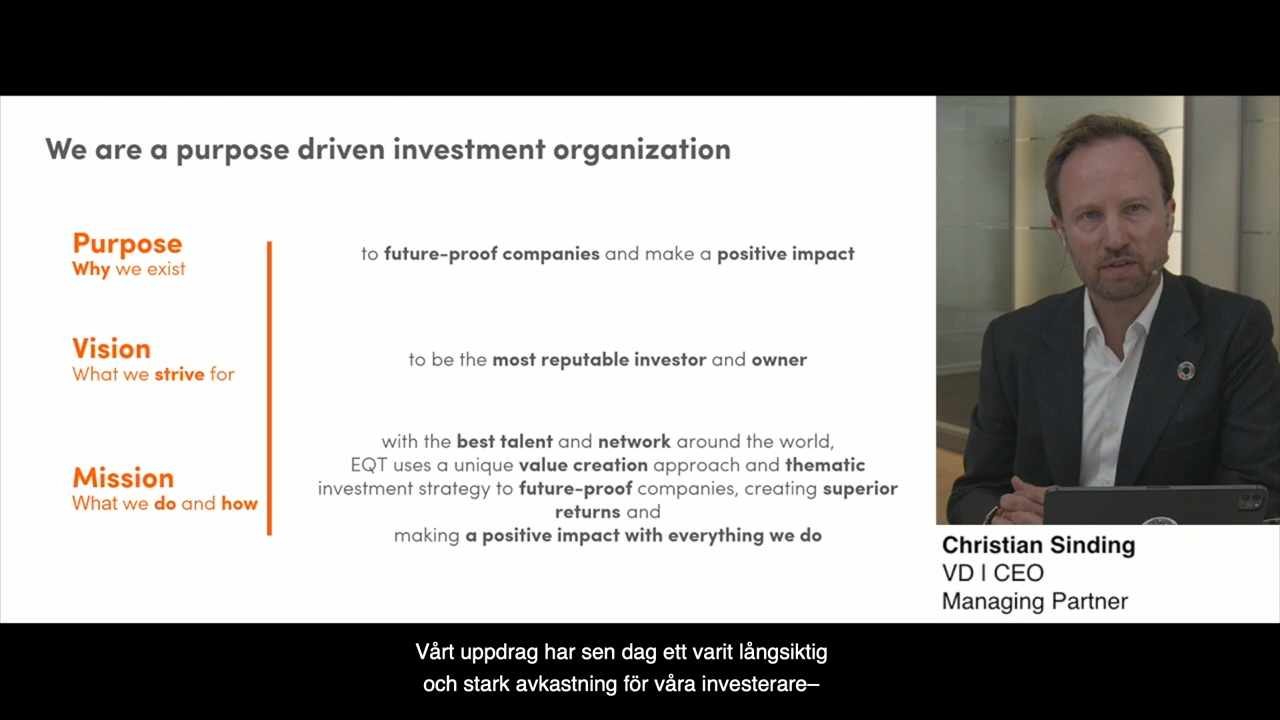 We are a purpose driven investment organization
Purpose
Why we exist
to future-proof companies and make a positive impact
Vision
What we strive for
to be the most reputable investor and owner
Mission
What we do and how
with the best talent and network around the world,
EQT uses a unique value creation approach and thematic
investment strategy to future-proof companies, creating superior
returns and
making a positive impact with everything we do
Christian Sinding
VD I CEO
Managing Partner
Vårt uppdrag har sen dag ett varit långsiktig
och stark avkastning för våra investerare–